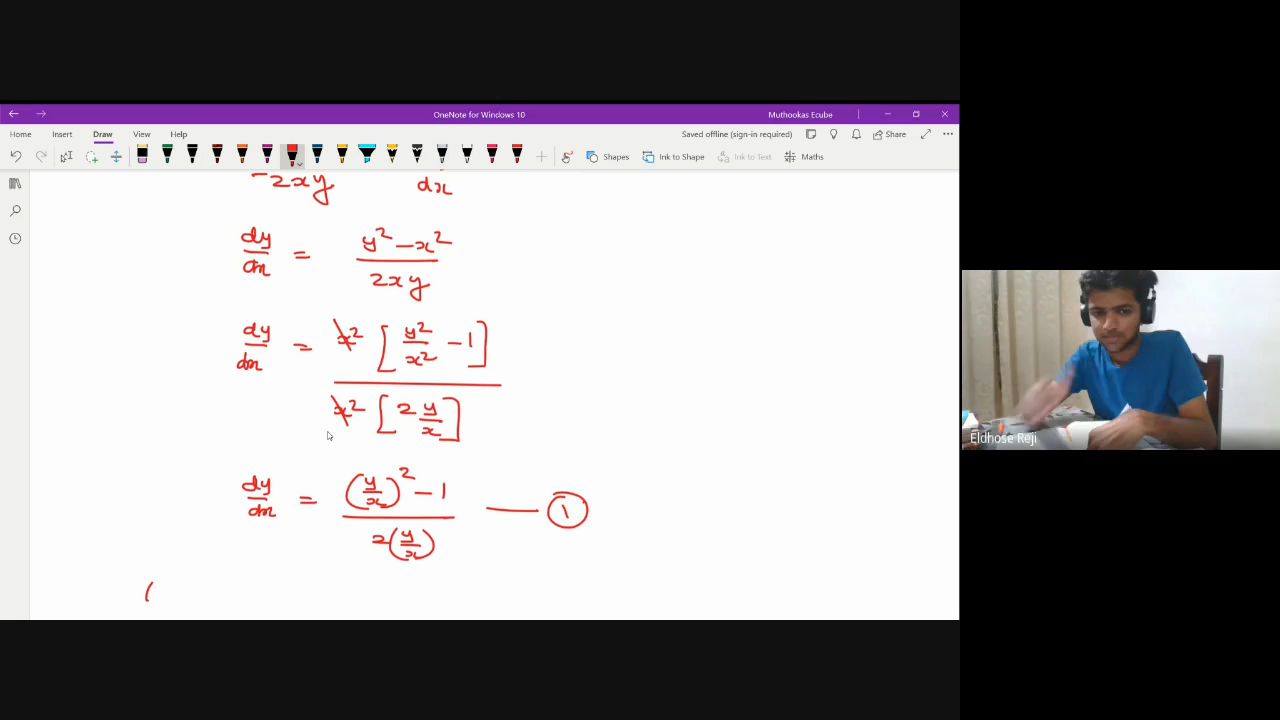 OneNote for Windows 10
Muthookas Ecube
Home Insert Draw View Help
Saved offline (sign-in required) Share
Shapes Ink to Shape Ink to Text Maths
-2xy dx
dy/dx = y² - x² / 2xy
dy/dx = x² [y²/x² - 1] / x² [2 y/x]
dy/dx = (y/x)² - 1 / 2(y/x) —— ①
(
Eldhose Reji